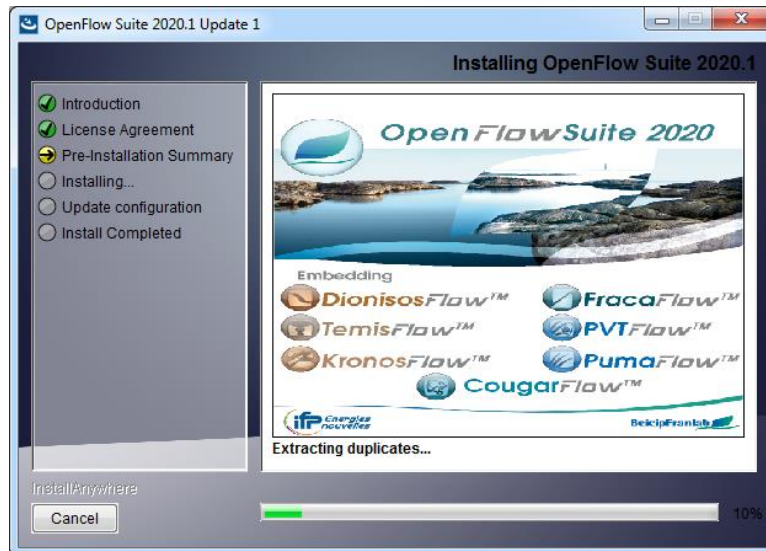 OpenFlow Suite 2020.1 Update 1
Installing OpenFlow Suite 2020.1
Introduction
License Agreement
Pre-Installation Summary
Installing...
Update configuration
Install Completed
OpenFlowSuite 2020
Embedding
DionisosFlow™ FracaFlow™
TemisFlow™ PVTFlow™
KronosFlow™ PumaFlow™
CougarFlow™
ifp Energies nouvelles BeicipFranlab
Extracting duplicates...
InstallAnywhere
Cancel 10%